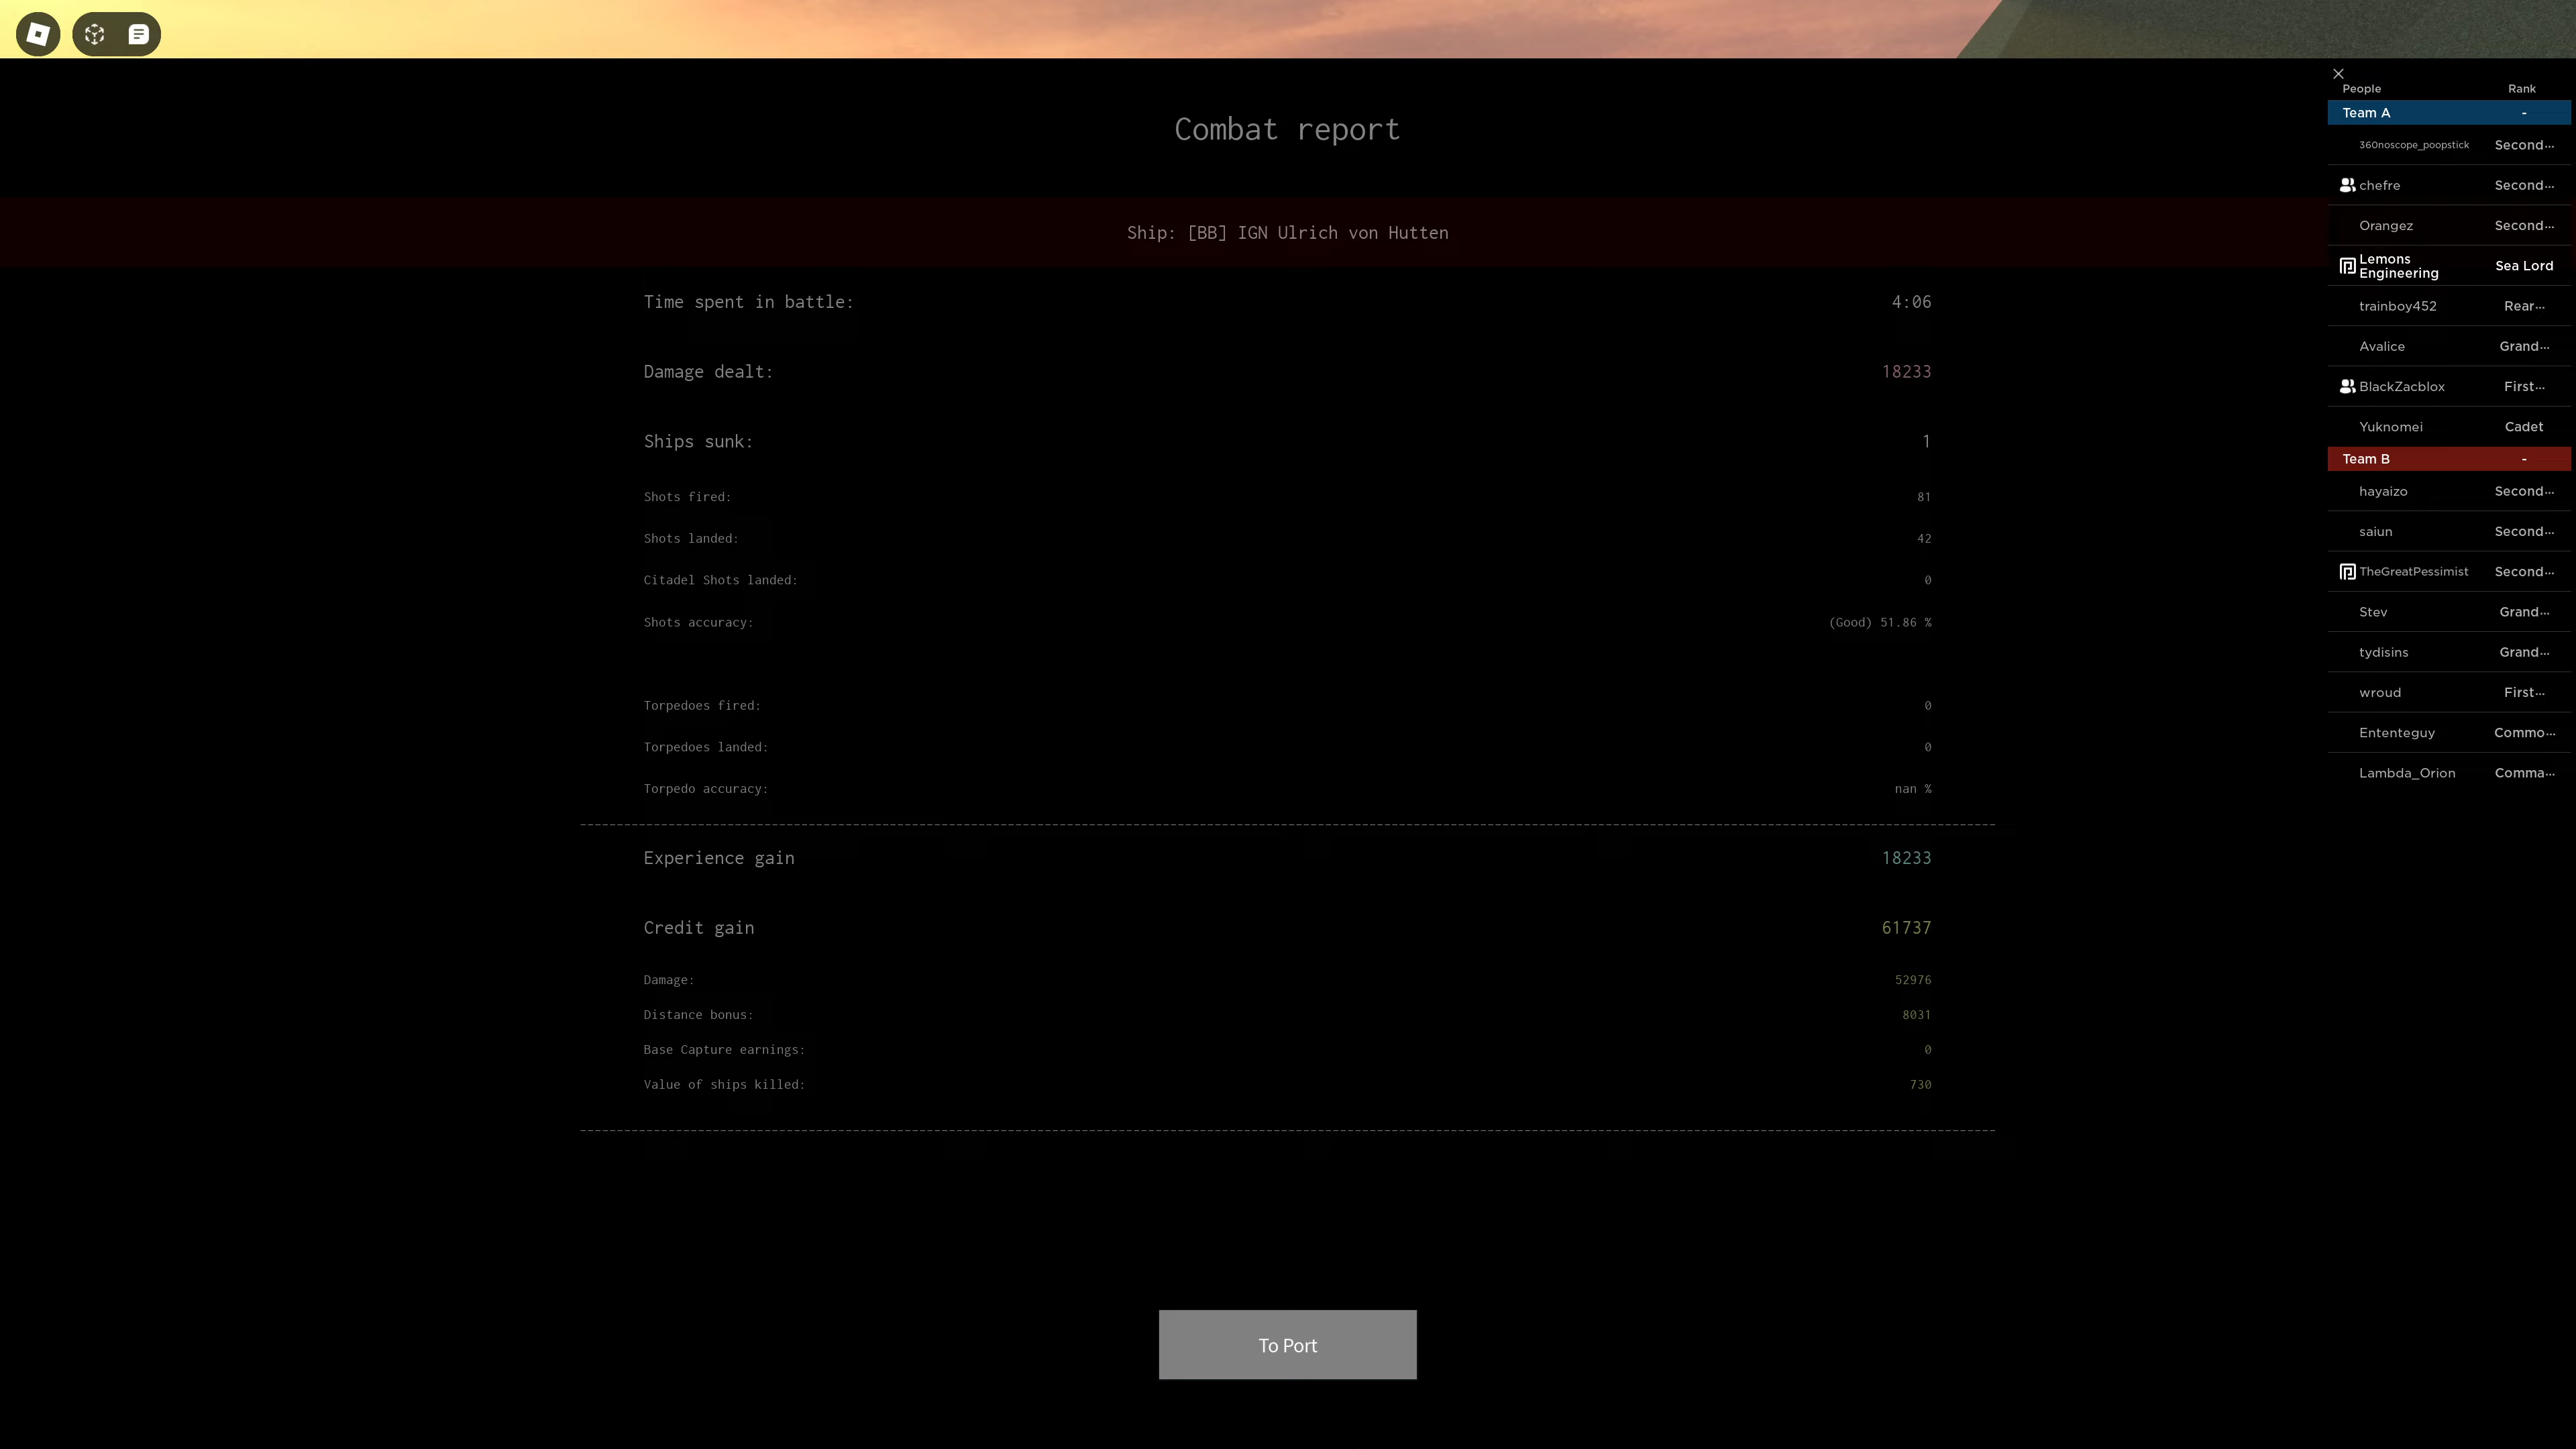 Combat report
Ship: [BB] IGN Ulrich von Hutten
Time spent in battle: 4:06
Damage dealt: 18233
Ships sunk: 1
Shots fired: 81
Shots landed: 42
Citadel Shots landed: 0
Shots accuracy: (Good) 51.86 %
Torpedoes fired: 0
Torpedoes landed: 0
Torpedo accuracy: nan %
Experience gain 18233
Credit gain 61737
Damage: 52976
Distance bonus: 8031
Base Capture earnings: 0
Value of ships killed: 730
To Port
People Rank
Team A -
360noscope_poopstick Second...
chefre Second...
Orangez Second...
Lemons
Engineering Sea Lord
trainboy452 Rear...
Avalice Grand...
BlackZacblox First...
Yuknomei Cadet
Team B -
hayaizo Second...
saiun Second...
TheGreatPessimist Second...
Stev Grand...
tydisins Grand...
wroud First...
Ententeguy Commo...
Lambda_Orion Comma...